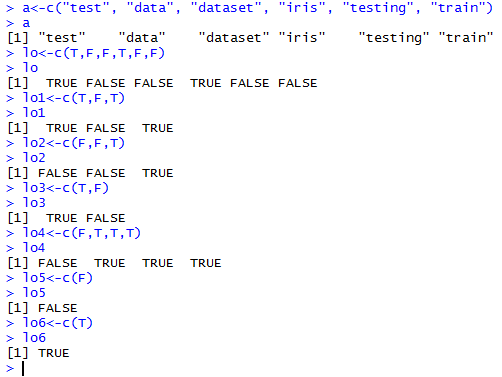 > a<-c("test", "data", "dataset", "iris", "testing", "train")
> a
[1] "test"    "data"    "dataset" "iris"    "testing" "train"
> lo<-c(T,F,F,T,F,F)
> lo
[1]  TRUE FALSE FALSE  TRUE FALSE FALSE
> lo1<-c(T,F,T)
> lo1
[1]  TRUE FALSE  TRUE
> lo2<-c(F,F,T)
> lo2
[1] FALSE FALSE  TRUE
> lo3<-c(T,F)
> lo3
[1]  TRUE FALSE
> lo4<-c(F,T,T,T)
> lo4
[1] FALSE  TRUE  TRUE  TRUE
> lo5<-c(F)
> lo5
[1] FALSE
> lo6<-c(T)
> lo6
[1] TRUE
>